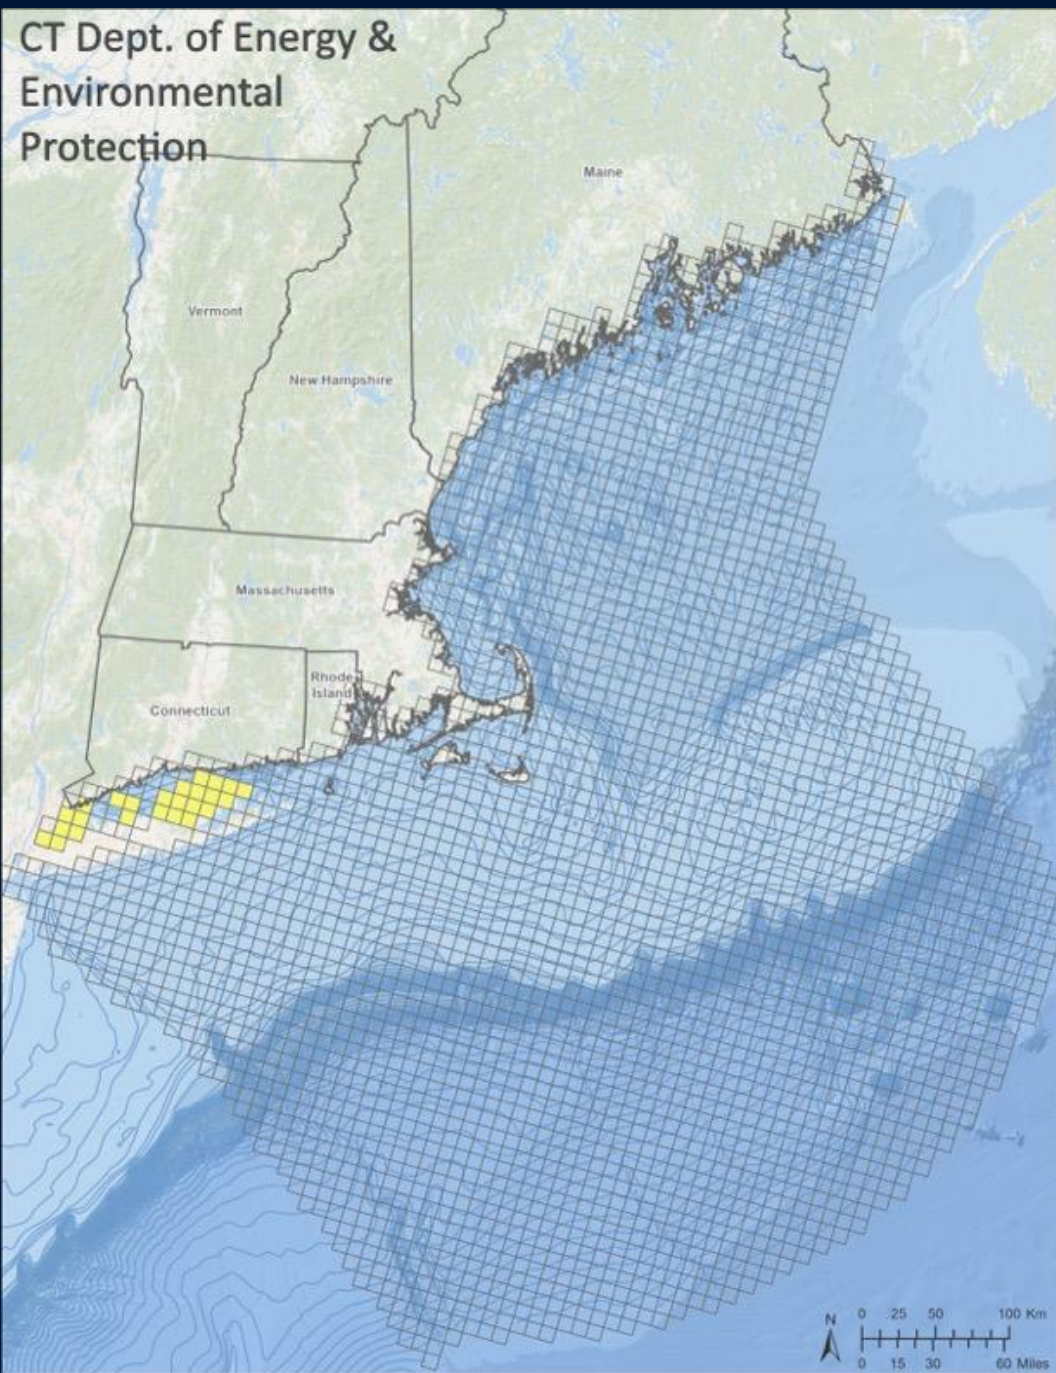 CT Dept. of Energy &
Environmental
Protection
Maine
Vermont
New Hampshire
Massachusetts
Rhode
Island
Connecticut
N
0 25 50 100 Km
0 15 30 60 Miles